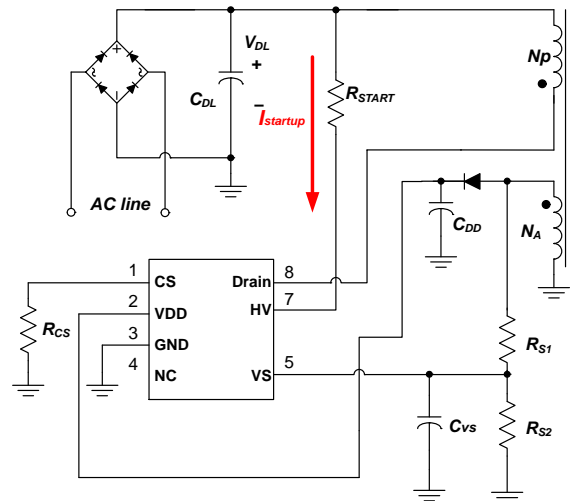 V_DL
+
C_DL
−
I_startup
R_START
Np
+
−
~
~
AC line
C_DD
N_A
1
CS
Drain
8
2
VDD
HV
7
R_CS
3
GND
4
NC
VS
5
R_S1
C_VS
R_S2